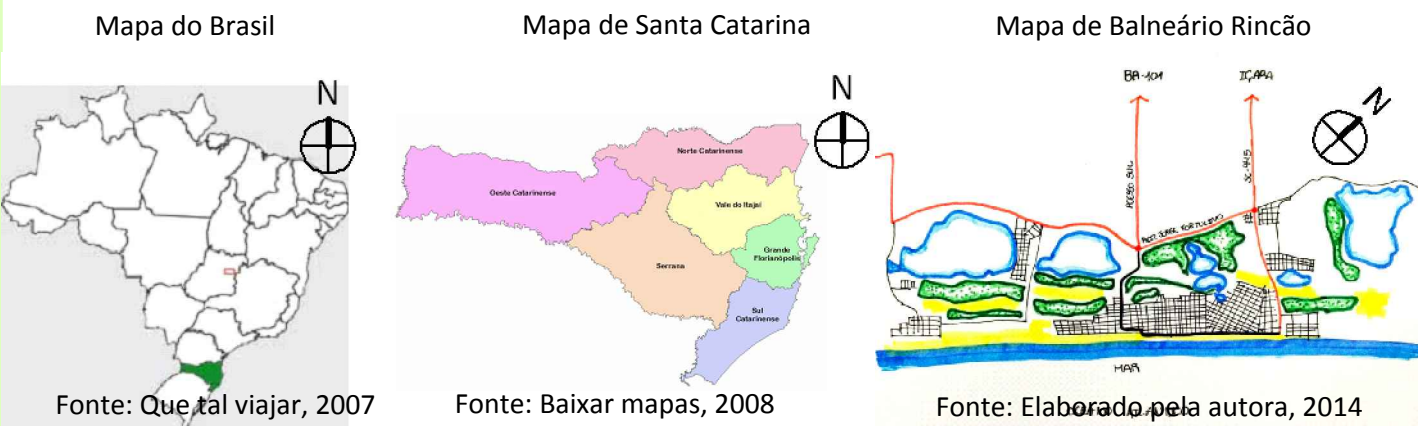 Mapa do Brasil
Mapa de Santa Catarina
Mapa de Balneário Rincão
N
N
N
BR-101
IÇARA
ACESSO SUL
SC-445
Norte Catarinense
Oeste Catarinense
Vale do Itajaí
Grande
Florianópolis
Serrana
Sul
Catarinense
MAR
Fonte: Que tal viajar, 2007
Fonte: Baixar mapas, 2008
Fonte: Elaborado pela autora, 2014